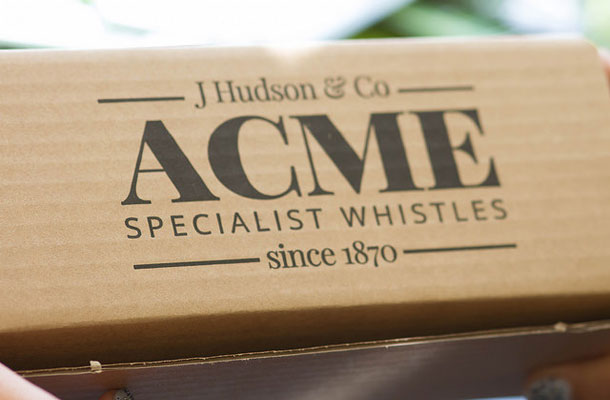 J Hudson & Co
ACME
SPECIALIST WHISTLES
since 1870